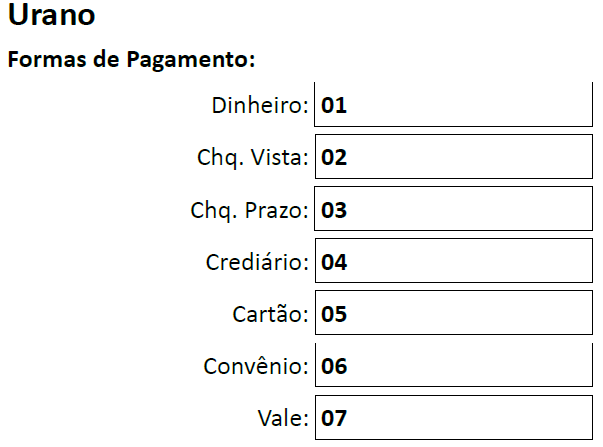 Urano
Formas de Pagamento:
Dinheiro: 01
Chq. Vista: 02
Chq. Prazo: 03
Crediário: 04
Cartão: 05
Convênio: 06
Vale: 07